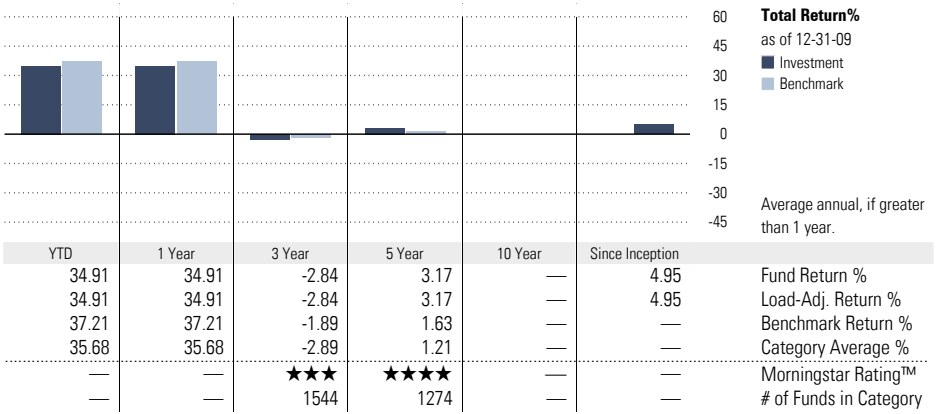 60
45
30
15
0
-15
-30
-45
Total Return%
as of 12-31-09
Investment
Benchmark
Average annual, if greater
than 1 year.
YTD 1 Year 3 Year 5 Year 10 Year Since Inception
34.91 34.91 -2.84 3.17 — 4.95 Fund Return %
34.91 34.91 -2.84 3.17 — 4.95 Load-Adj. Return %
37.21 37.21 -1.89 1.63 — — Benchmark Return %
35.68 35.68 -2.89 1.21 — — Category Average %
— — ★★★ ★★★★ — — Morningstar Rating™
— — 1544 1274 — — # of Funds in Category